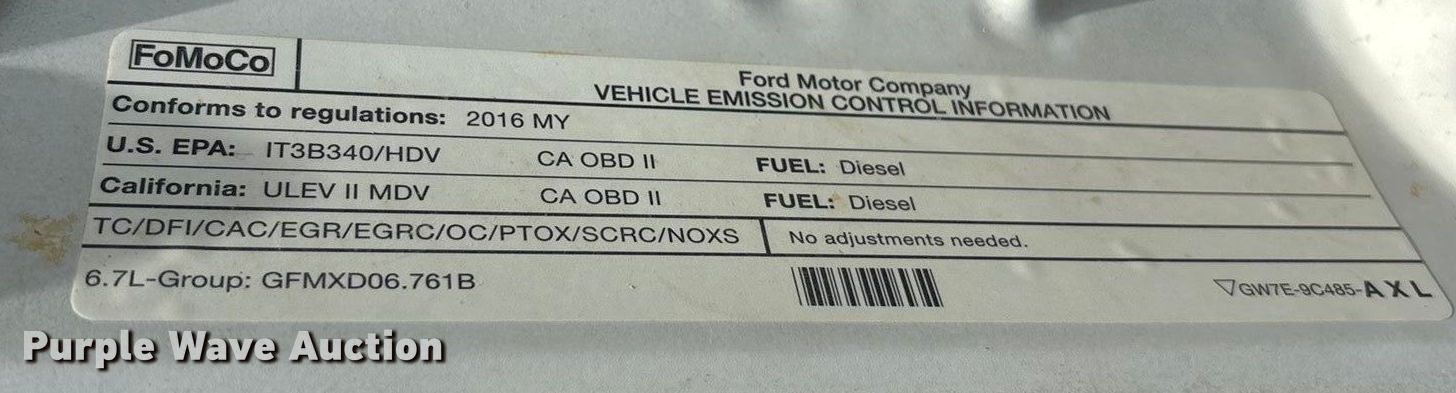 FoMoCo
Ford Motor Company
VEHICLE EMISSION CONTROL INFORMATION
Conforms to regulations: 2016 MY
U.S. EPA: IT3B340/HDV CA OBD II FUEL: Diesel
California: ULEV II MDV CA OBD II FUEL: Diesel
TC/DFI/CAC/EGR/EGRC/OC/PTOX/SCRC/NOXS No adjustments needed.
6.7L-Group: GFMXD06.761B GW7E-9C485-AXL
Purple Wave Auction